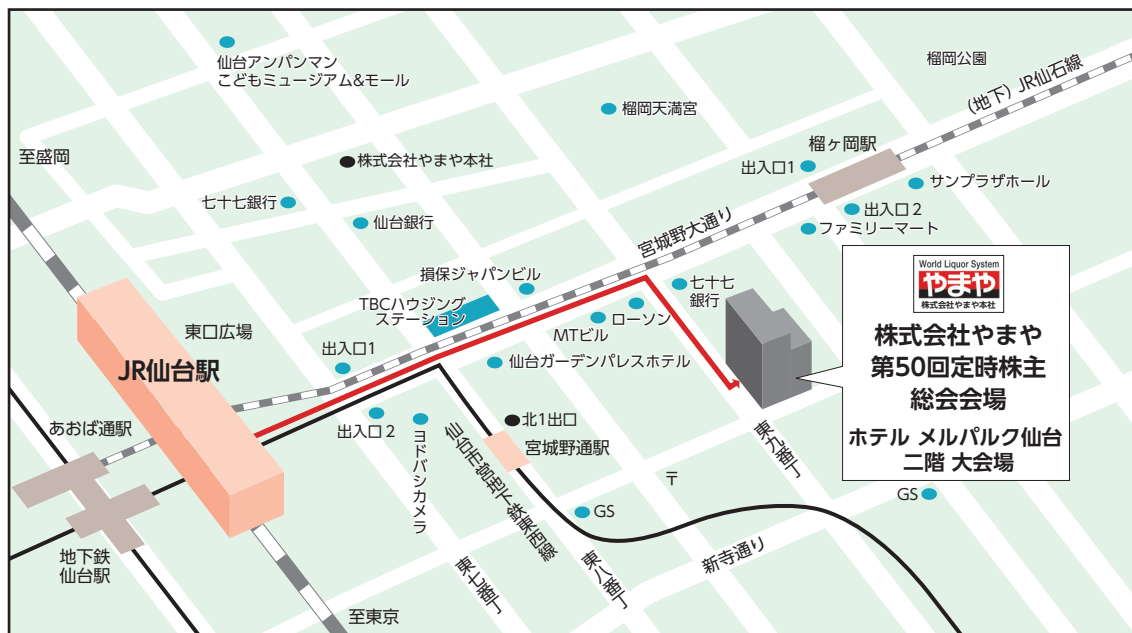 仙台アンパンマン
こどもミュージアム&モール
榴岡公園
(地下) JR仙石線
榴岡天満宮
至盛岡
株式会社やまや本社
榴ヶ岡駅
出入口1
サンプラザホール
七十七銀行
仙台銀行
出入口2
ファミリーマート
宮城野大通り
損保ジャパンビル
TBCハウジング
ステーション
七十七
銀行
ローソン
MTビル
東口広場
出入口1
仙台ガーデンパレスホテル
JR仙台駅
World Liquor System
やまや
株式会社やまや本社
株式会社やまや
第50回定時株主
総会会場
ホテル メルパルク仙台
二階 大会場
あおば通駅
出入口2
ヨドバシカメラ
北1出口
宮城野通駅
仙台市営地下鉄東西線
東九番丁
〒
GS
GS
地下鉄
仙台駅
東七番丁
東八番丁
新寺通り
至東京